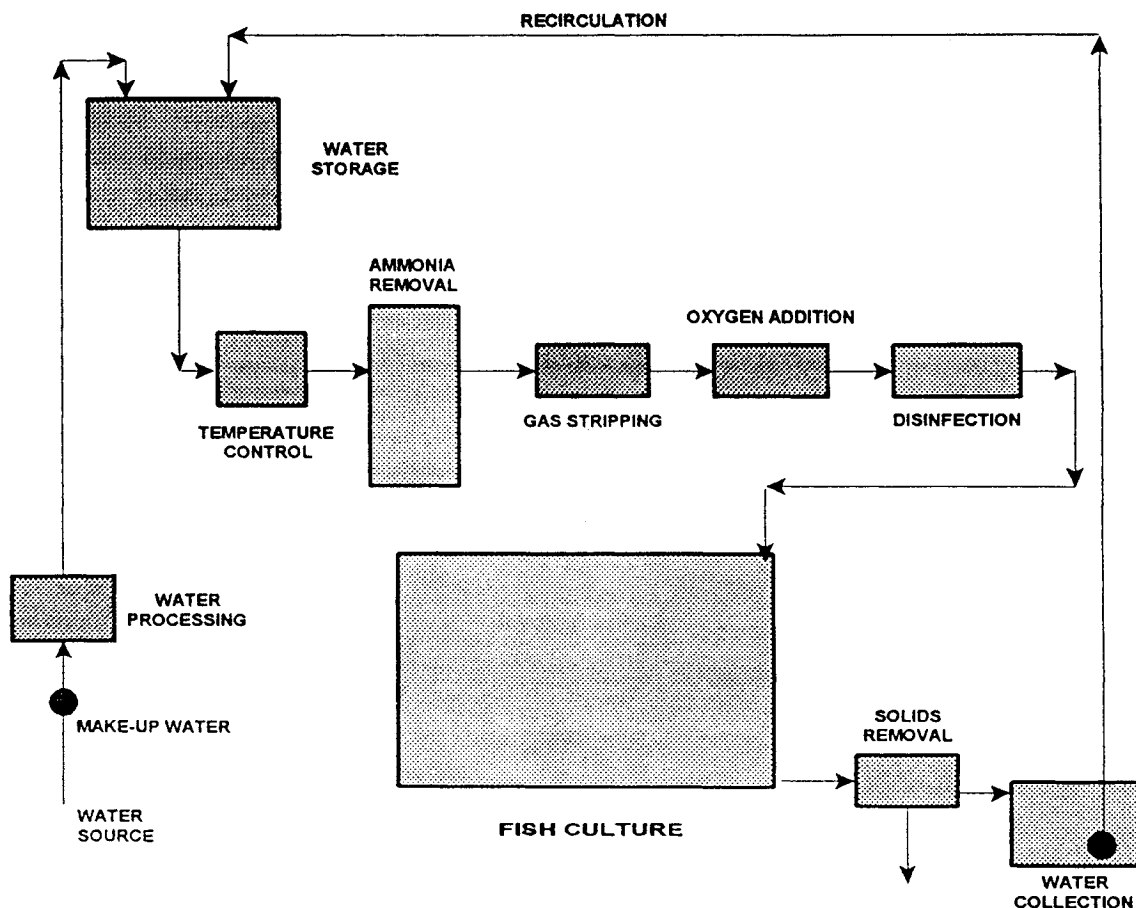 RECIRCULATION
WATER
STORAGE
AMMONIA
REMOVAL
OXYGEN ADDITION
TEMPERATURE
CONTROL
GAS STRIPPING
DISINFECTION
WATER
PROCESSING
MAKE-UP WATER
WATER
SOURCE
SOLIDS
REMOVAL
FISH CULTURE
WATER
COLLECTION